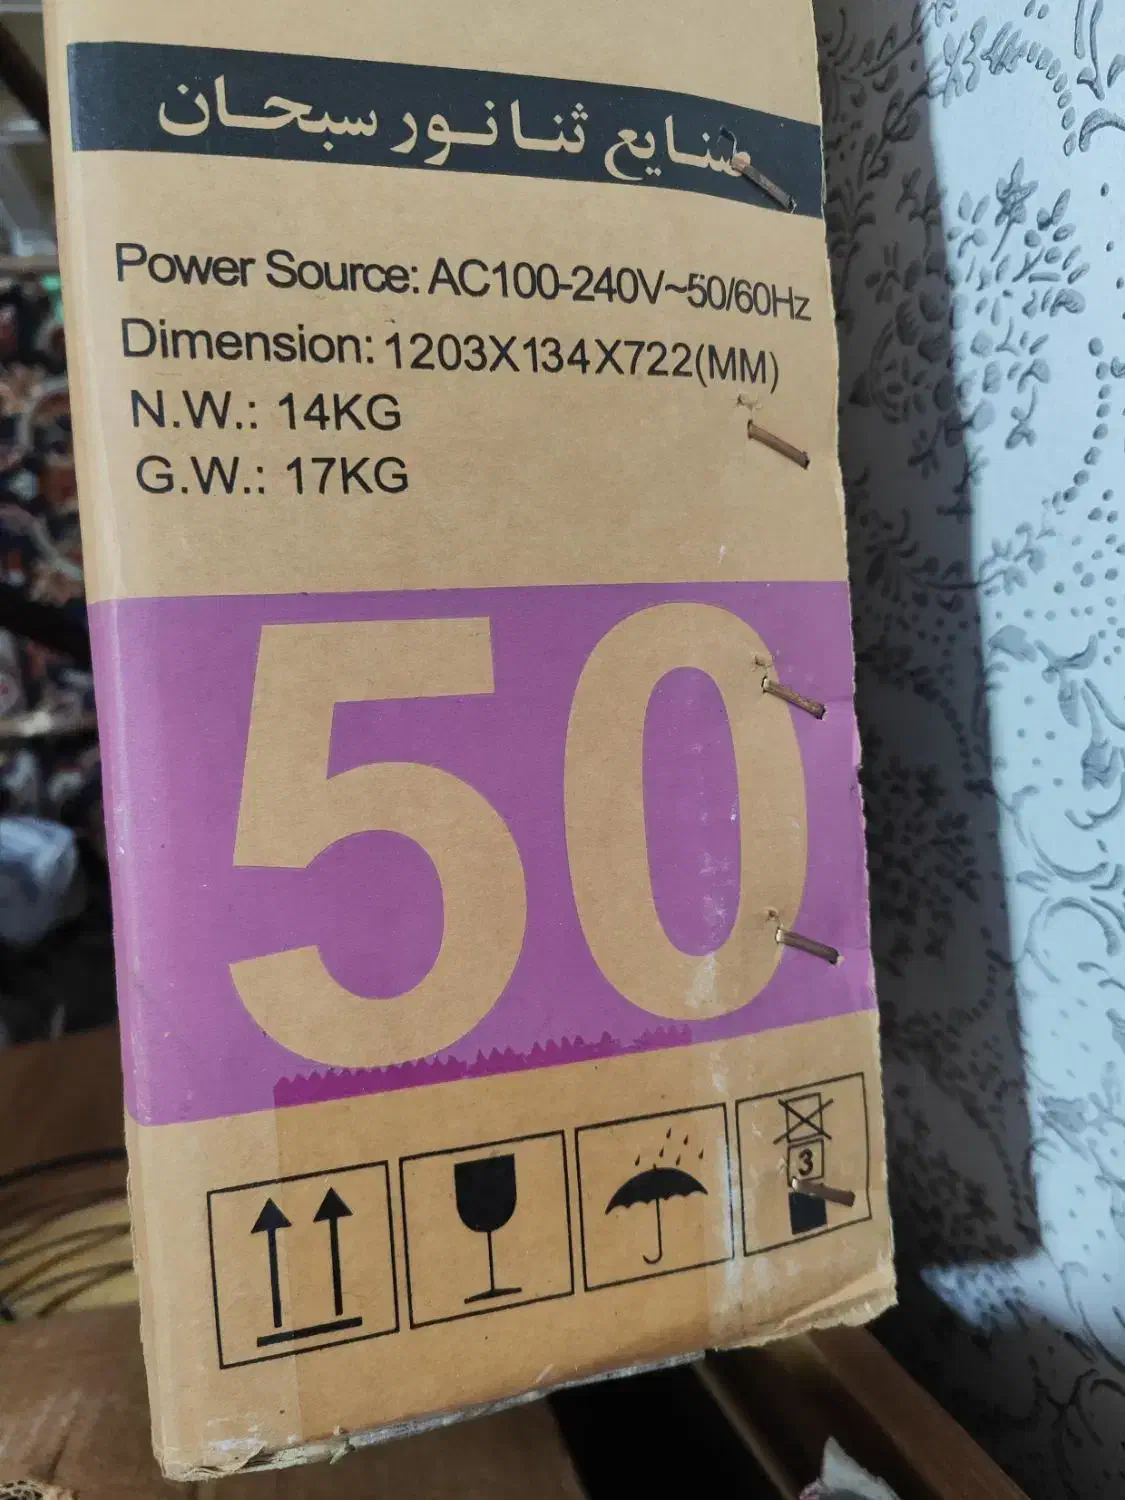 صنایع ثنا نور سبحان
Power Source: AC100-240V~50/60Hz
Dimension: 1203X134X722(MM)
N.W.: 14KG
G.W.: 17KG
50
3